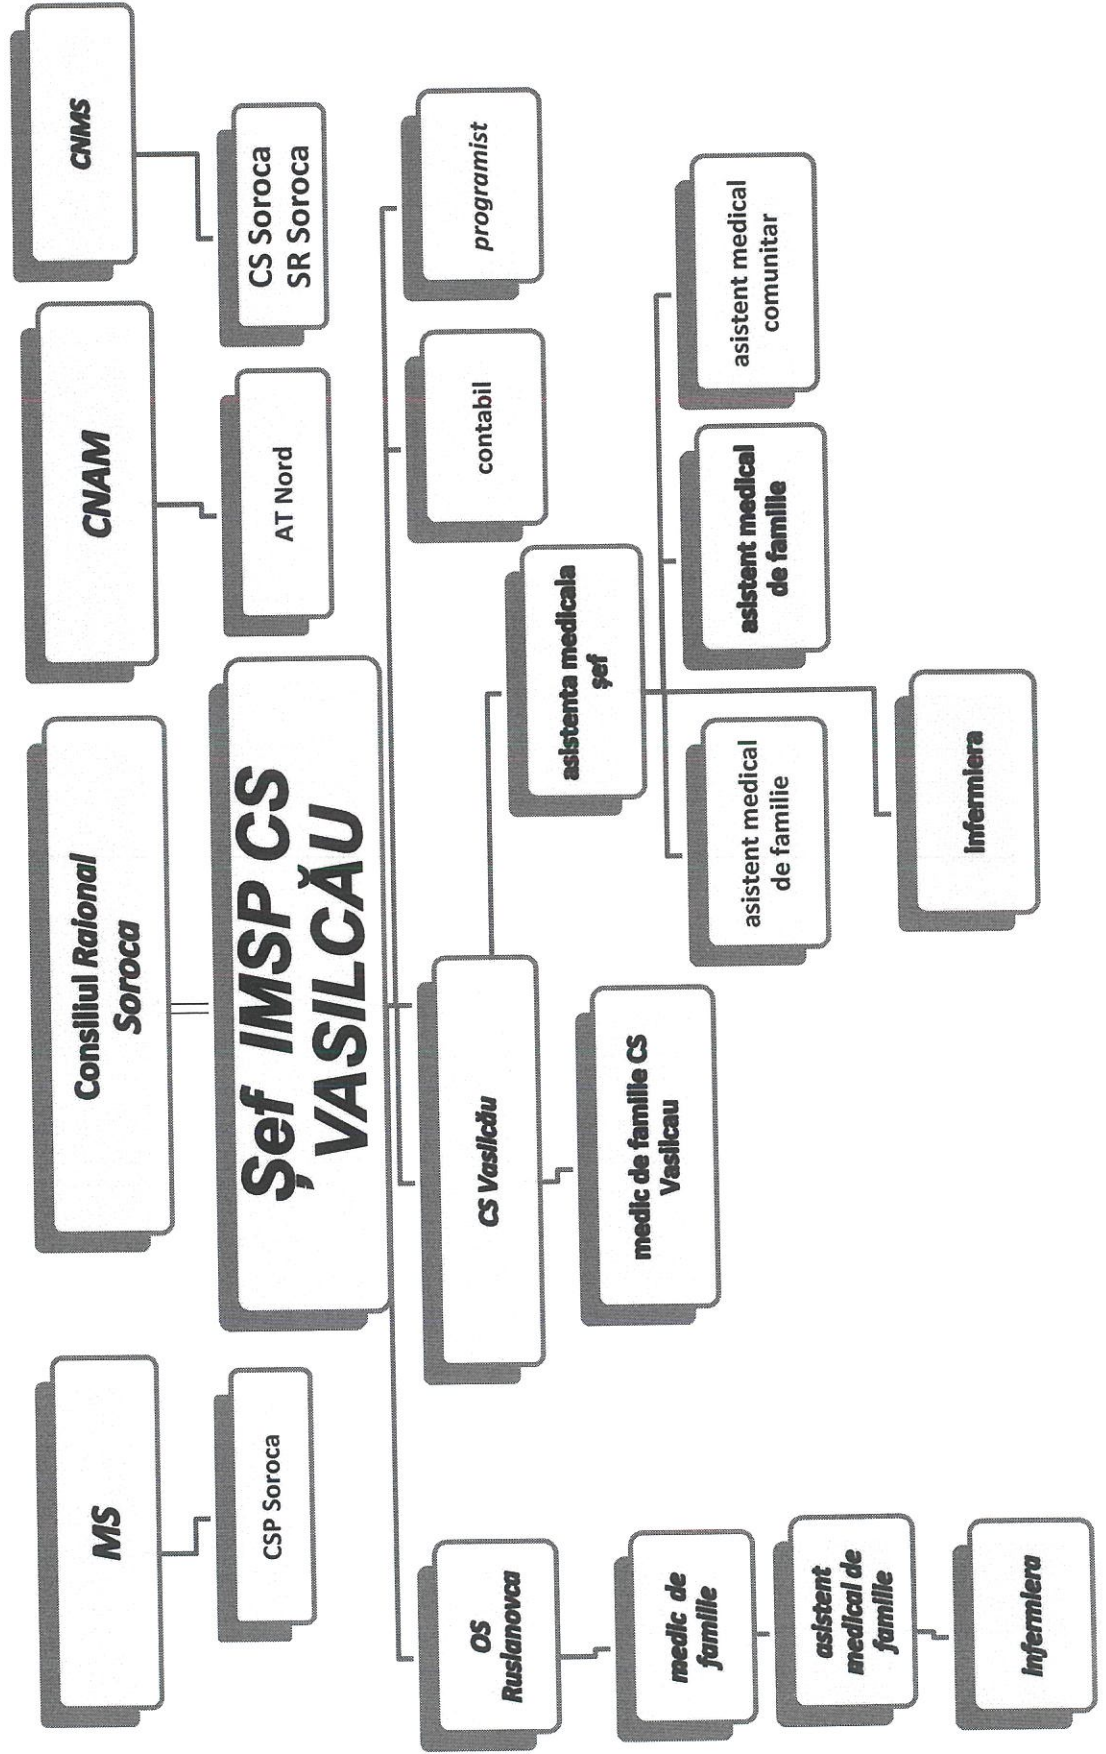 MS
Consiliul Raional
Soroca
CNAM
CNMS
CSP Soroca
Șef IMSP CS
VASILCĂU
AT Nord
CS Soroca
SR Soroca
OS
Ruslanovca
CS Vasilcău
contabil
programist
medic de
familie
medic de familie CS
Vasilcau
asistenta medicala
șef
asistent
medical de
familie
asistent medical
de familie
asistent medical
de familie
asistent medical
comunitar
infermiera
infermiera